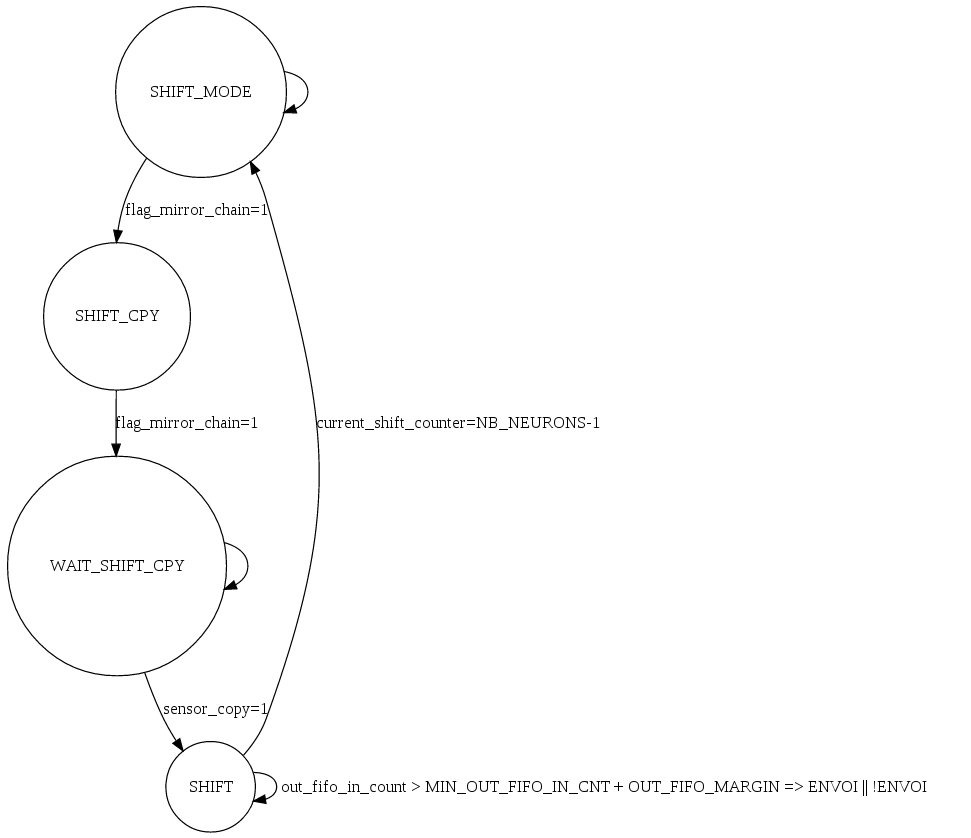 SHIFT_MODE
flag_mirror_chain=1
SHIFT_CPY
flag_mirror_chain=1
current_shift_counter=NB_NEURONS-1
WAIT_SHIFT_CPY
sensor_copy=1
SHIFT
out_fifo_in_count > MIN_OUT_FIFO_IN_CNT + OUT_FIFO_MARGIN => ENVOI || !ENVOI